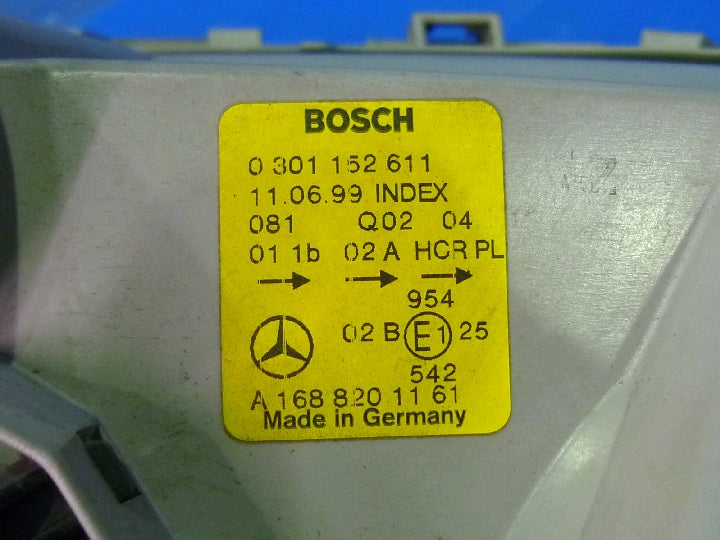 BOSCH
0 301 152 611
11.06.99 INDEX
081 Q02 04
01 1b 02 A HCR PL
954
02 B E1 25
542
A 168 820 11 61
Made in Germany